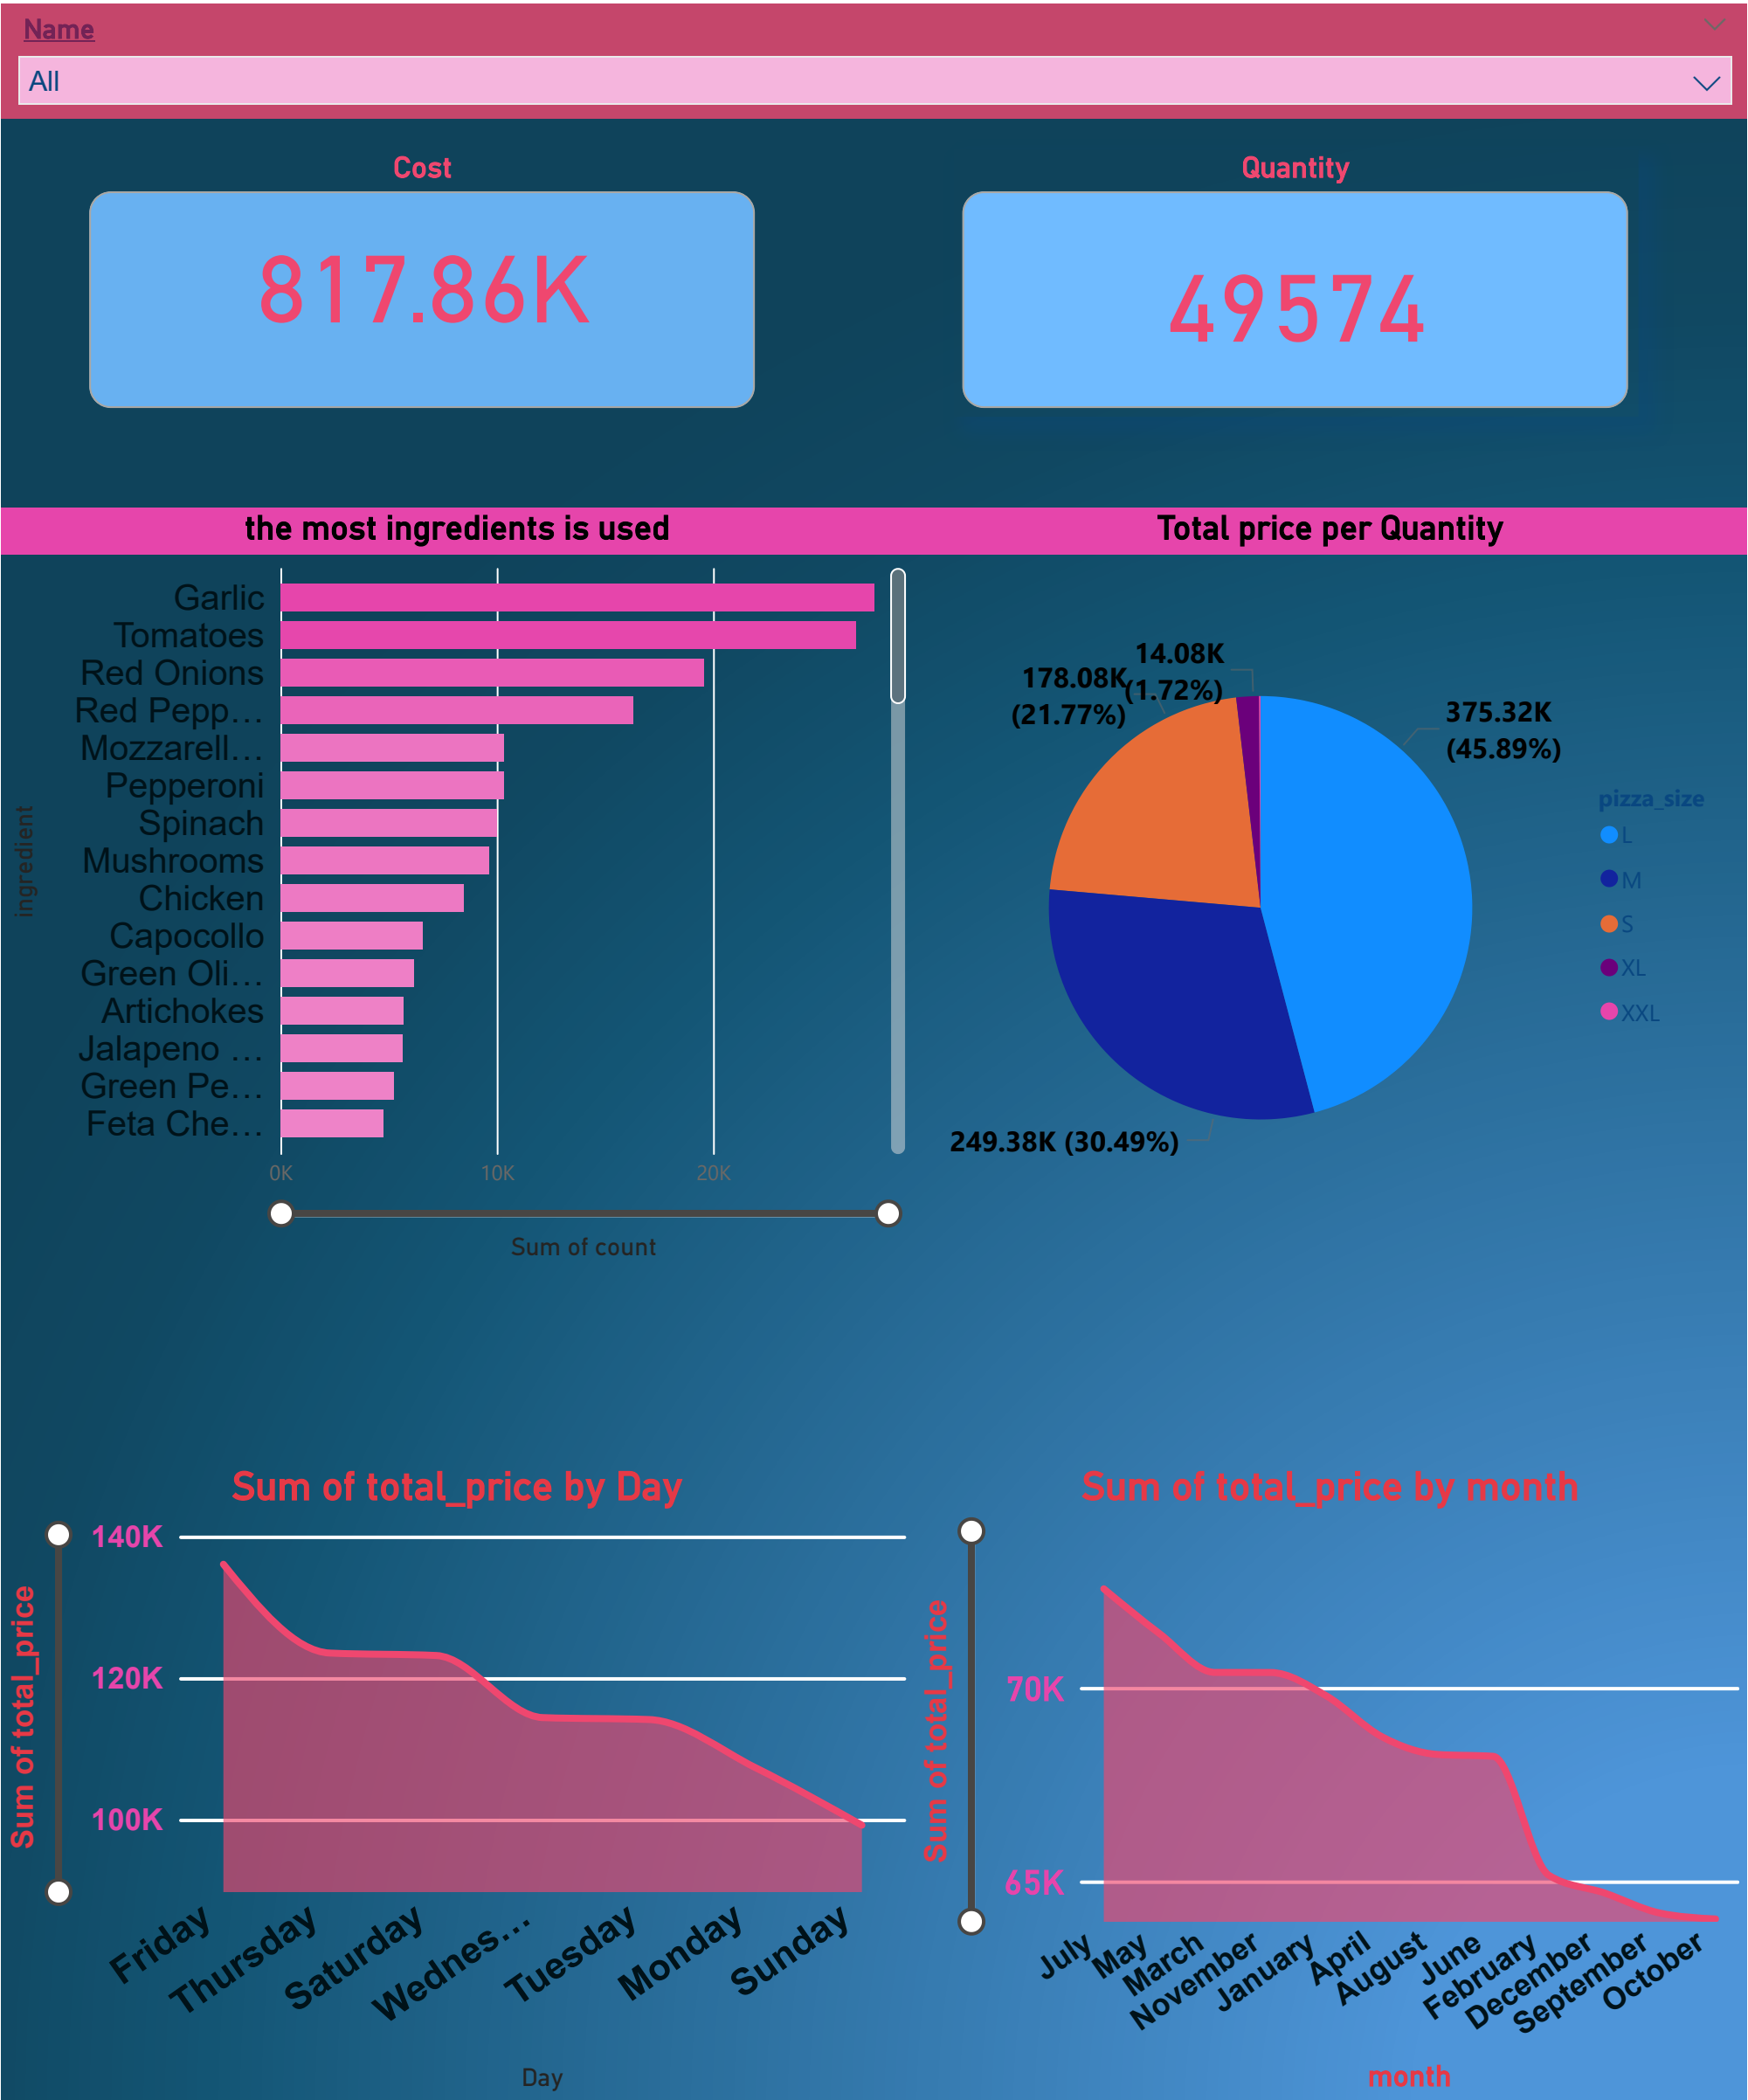 Name
All
Cost
Quantity
817.86K
49574
the most ingredients is used
Total price per Quantity
ingredient
Garlic
Tomatoes
Red Onions
Red Pepp…
Mozzarell…
Pepperoni
Spinach
Mushrooms
Chicken
Capocollo
Green Oli…
Artichokes
Jalapeno …
Green Pe…
Feta Che…
0K 10K 20K
Sum of count
14.08K
(1.72%)
178.08K
(21.77%)
375.32K
(45.89%)
249.38K (30.49%)
pizza_size
L
M
S
XL
XXL
Sum of total_price by Day
Sum of total_price
140K
120K
100K
Friday
Thursday
Saturday
Wednes…
Tuesday
Monday
Sunday
Day
Sum of total_price by month
Sum of total_price
70K
65K
July
May
March
November
January
April
August
June
February
December
September
October
month